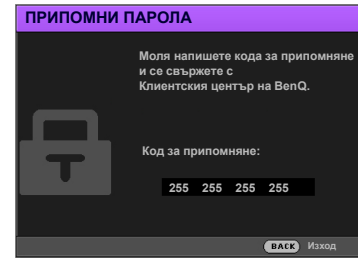 ПРИПОМНИ ПАРОЛА
Моля напишете кода за припомняне
и се свържете с
Клиентския център на BenQ.
Код за припомняне:
255 255 255 255
BACK Изход